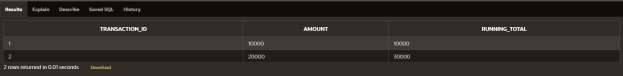 Results Explain Describe Saved SQL History
TRANSACTION_ID AMOUNT RUNNING_TOTAL
1 10000 10000
2 20000 30000
2 rows returned in 0.01 seconds Download